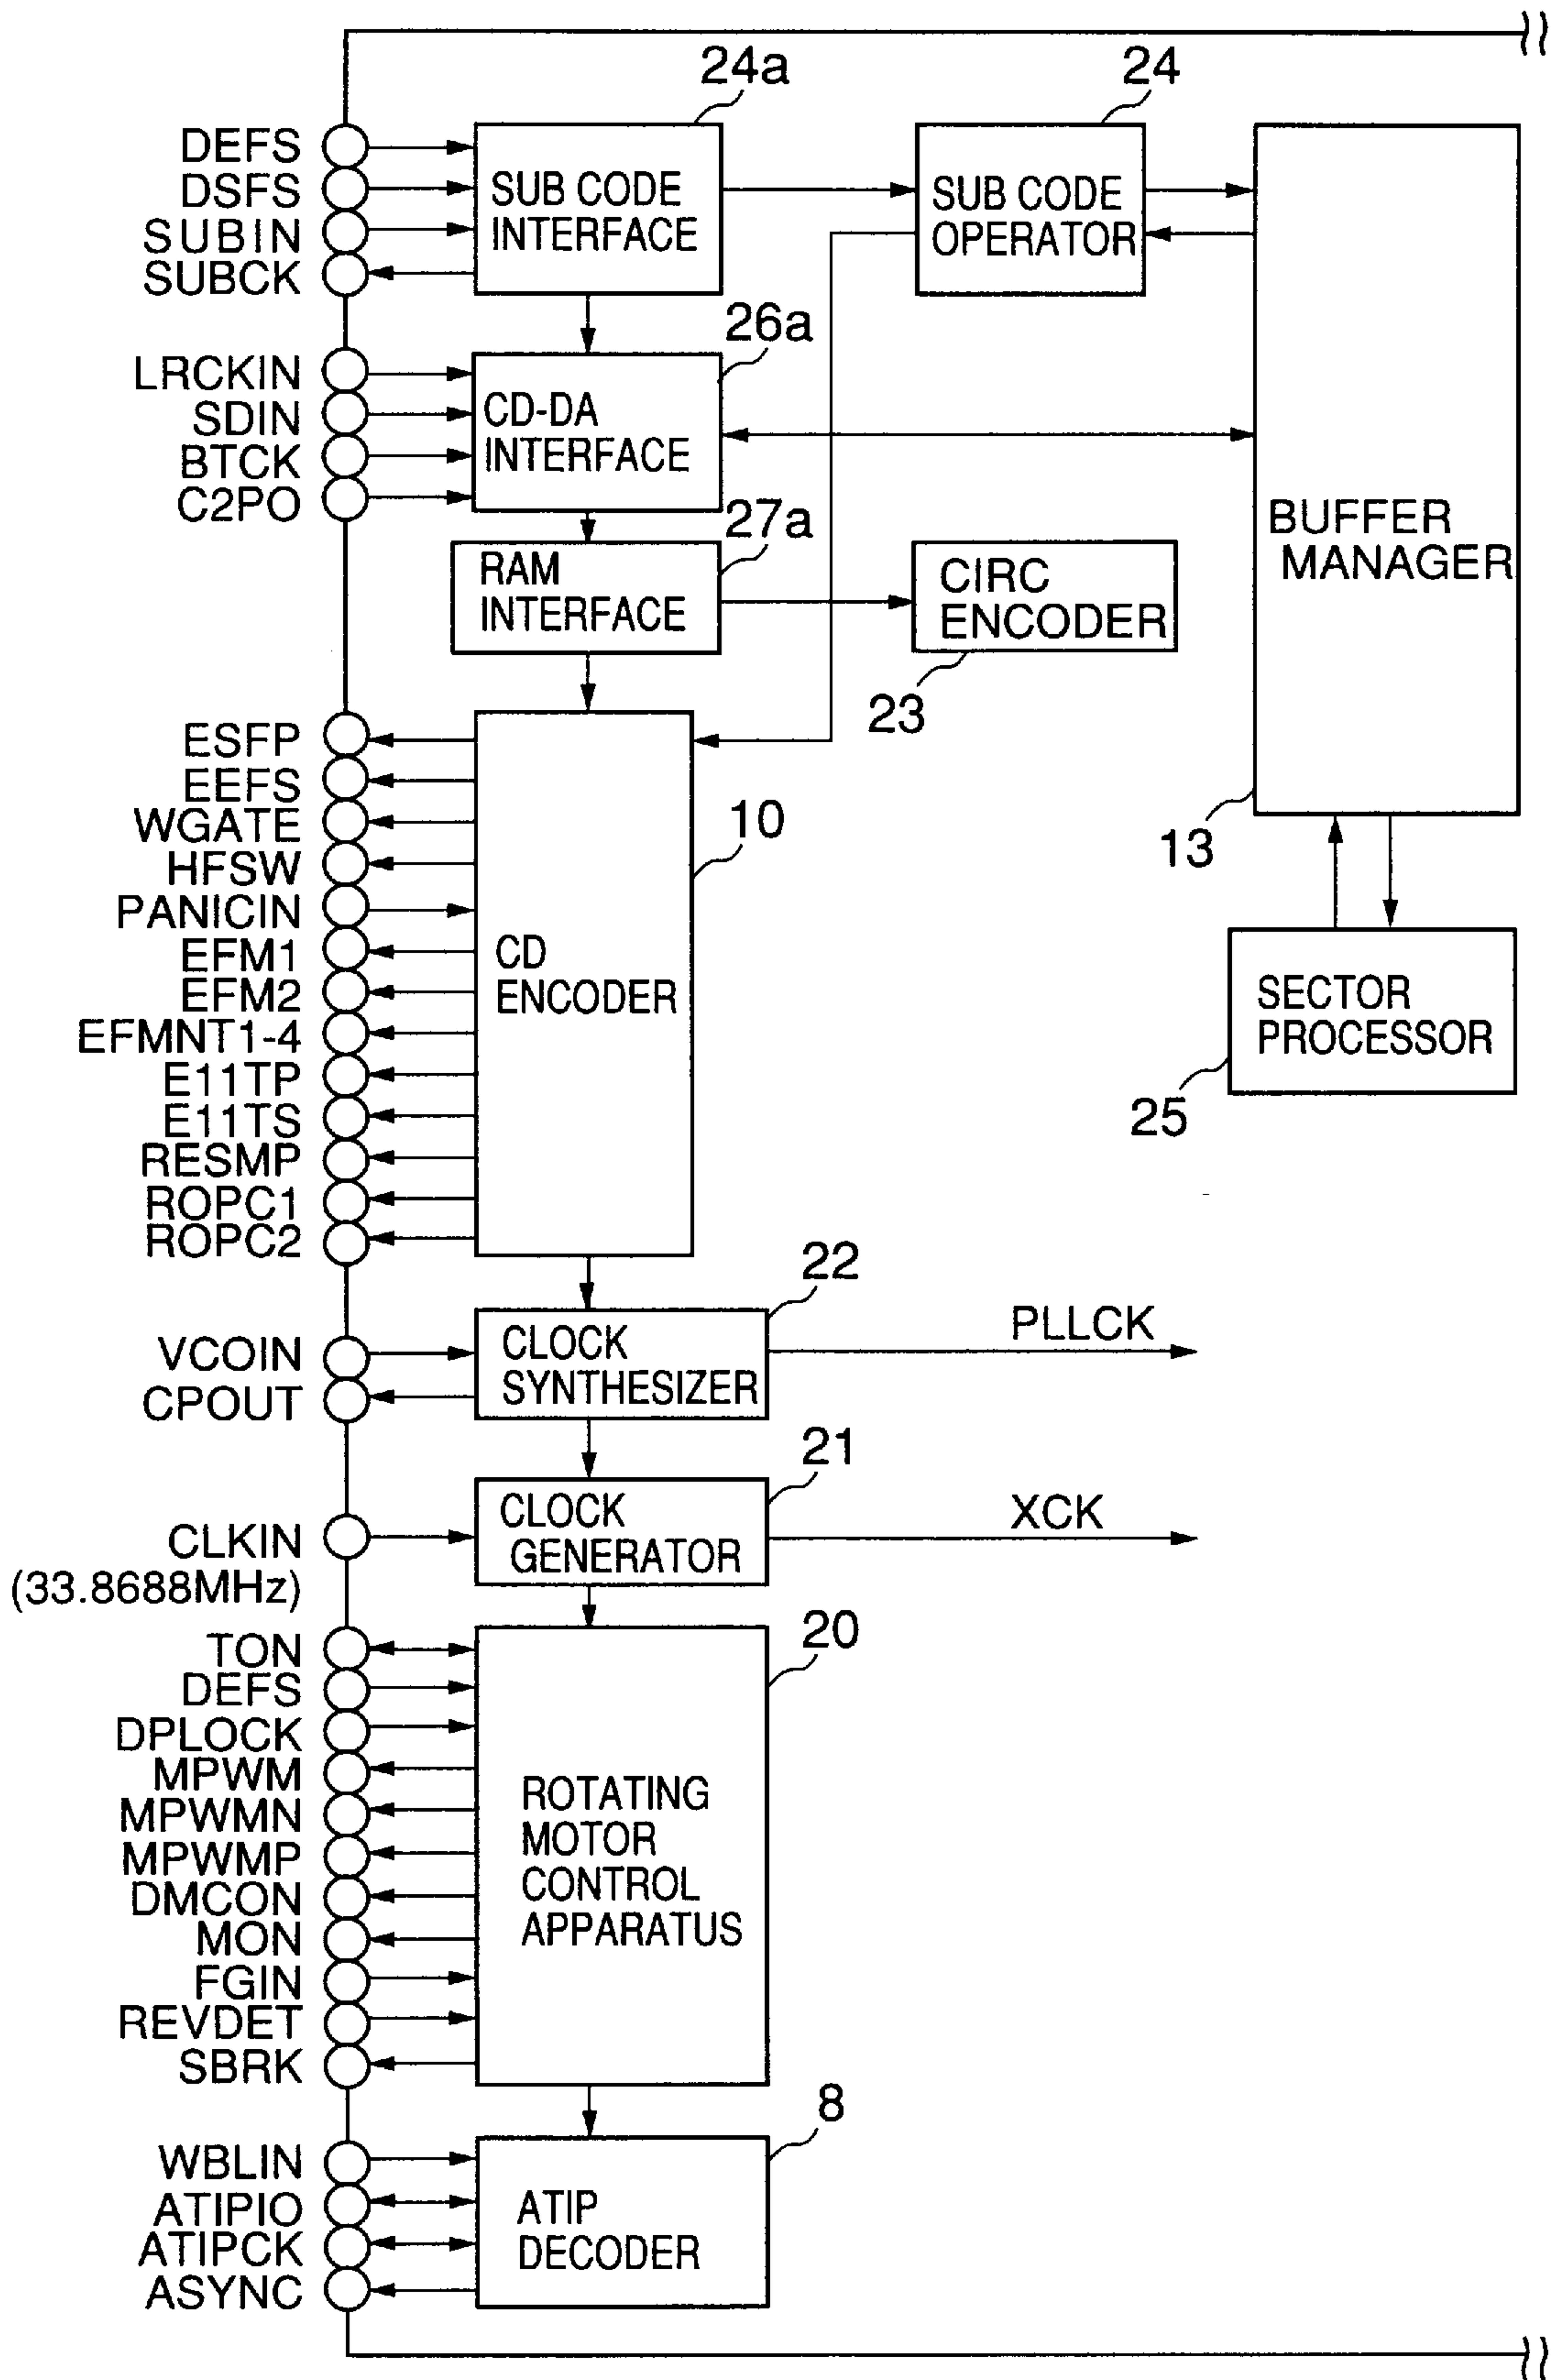 24a
24
DEFS
DSFS
SUBIN
SUBCK
SUB CODE
INTERFACE
SUB CODE
OPERATOR
26a
LRCKIN
SDIN
BTCK
C2PO
CD-DA
INTERFACE
BUFFER
MANAGER
27a
RAM
INTERFACE
CIRC
ENCODER
23
13
ESFP
EEFS
WGATE
HFSW
PANICIN
EFM1
EFM2
EFMNT1-4
E11TP
E11TS
RESMP
ROPC1
ROPC2
10
CD
ENCODER
SECTOR
PROCESSOR
25
22
VCOIN
CPOUT
CLOCK
SYNTHESIZER
PLLCK
21
CLKIN
(33.8688MHz)
CLOCK
GENERATOR
XCK
20
TON
DEFS
DPLOCK
MPWM
MPWMN
MPWMP
DMCON
MON
FGIN
REVDET
SBRK
ROTATING
MOTOR
CONTROL
APPARATUS
8
WBLIN
ATIPIO
ATIPCK
ASYNC
ATIP
DECODER